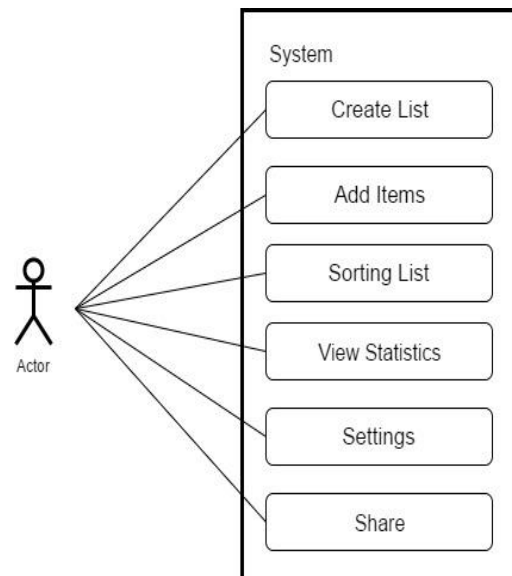 System
Create List
Add Items
Sorting List
View Statistics
Settings
Share
Actor